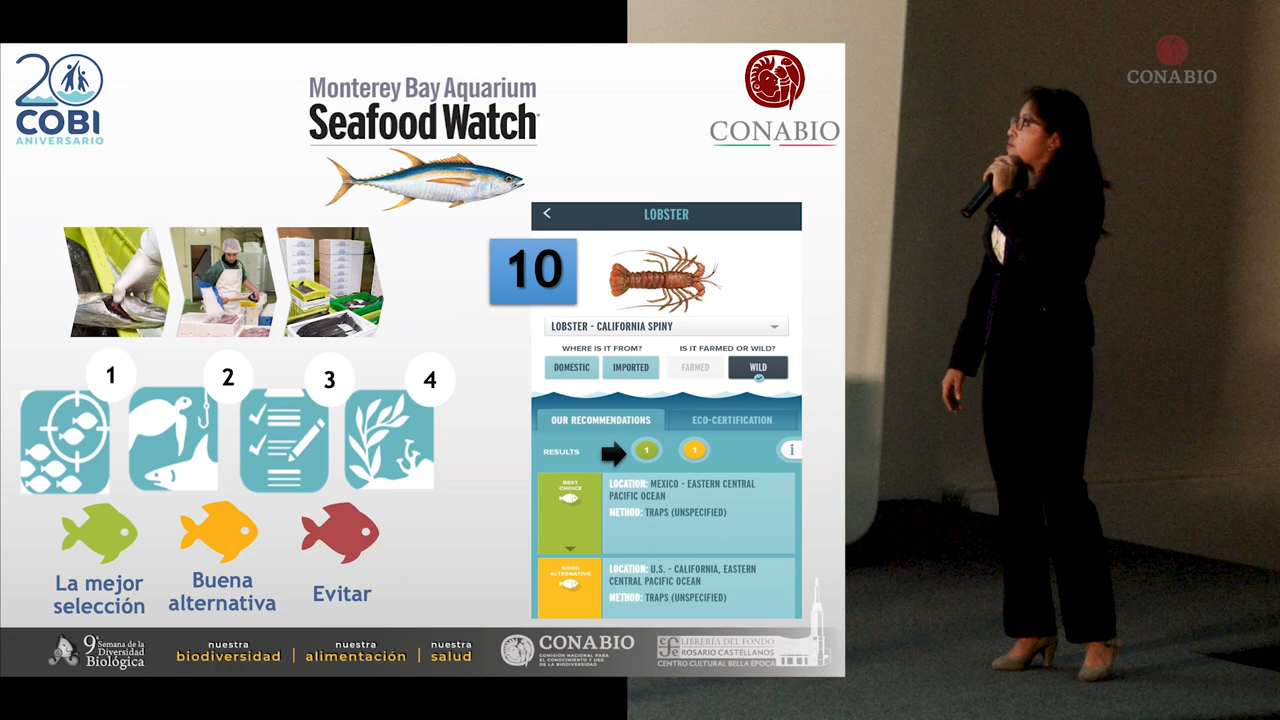 20
COBI
ANIVERSARIO
Monterey Bay Aquarium
Seafood Watch
CONABIO
CONABIO
LOBSTER
10
LOBSTER - CALIFORNIA SPINY
WHERE IS IT FROM?
IS IT FARMED OR WILD?
DOMESTIC
IMPORTED
FARMED
WILD
OUR RECOMMENDATIONS
ECO-CERTIFICATION
RESULTS
1
1
i
BEST
CHOICE
LOCATION: MEXICO - EASTERN CENTRAL
PACIFIC OCEAN
METHOD: TRAPS (UNSPECIFIED)
GOOD
ALTERNATIVE
LOCATION: U.S. - CALIFORNIA, EASTERN
CENTRAL PACIFIC OCEAN
METHOD: TRAPS (UNSPECIFIED)
1
2
3
4
La mejor
selección
Buena
alternativa
Evitar
9ª Semana de la
Diversidad
Biológica
nuestra
biodiversidad
nuestra
alimentación
nuestra
salud
CONABIO
COMISIÓN NACIONAL PARA
EL CONOCIMIENTO Y USO
DE LA BIODIVERSIDAD
LIBRERÍA DEL FONDO
ROSARIO CASTELLANOS
CENTRO CULTURAL BELLA ÉPOCA